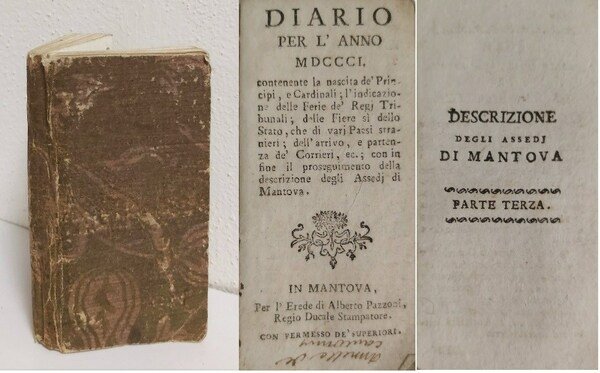 DIARIO
PER L' ANNO
MDCCCI.
contenente la nascita de' Prin-
cipi, e Cardinali; l'indicazio-
ne delle Ferie de' Regj Tri-
bunali; delle Fiere sì dello
Stato, che di varj Paesi stra-
nieri; dell' arrivo, e parten-
za de' Corrieri, ec.; con in
fine il proseguimento della
descrizione degli Assedj di
Mantova.
IN MANTOVA,
Per l' Erede di Alberto Pazzoni,
Regio Ducale Stampatore.
CON PERMESSO DE' SUPERIORI.
DESCRIZIONE
DEGLI ASSEDJ
DI MANTOVA
PARTE TERZA.